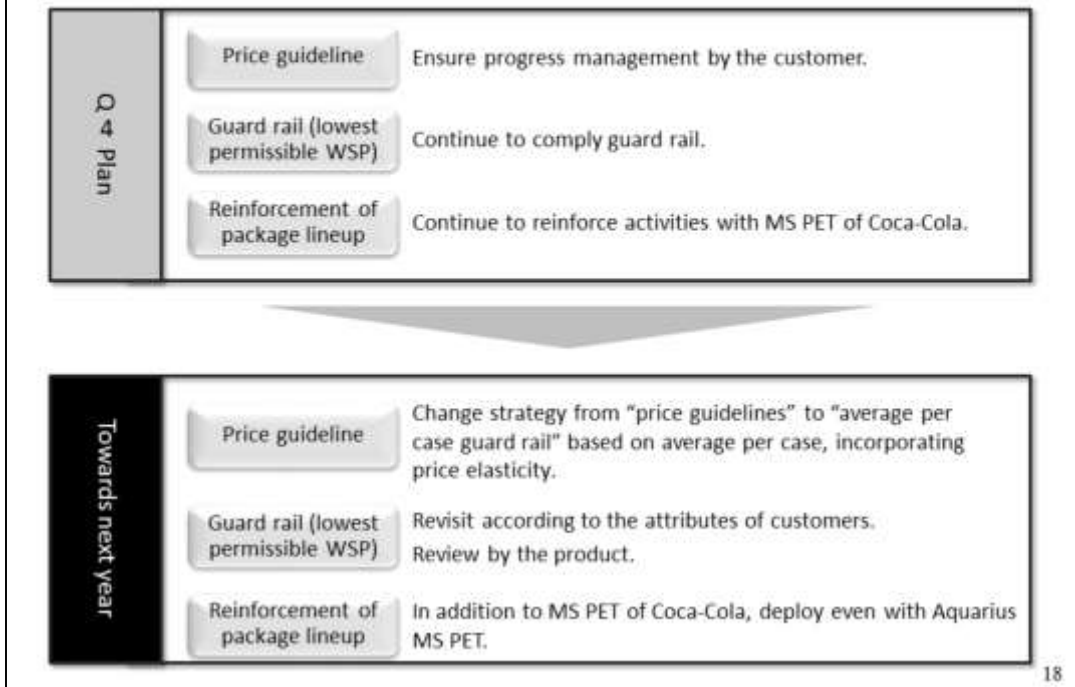 Q 4 Plan
Price guideline
Ensure progress management by the customer.
Guard rail (lowest
permissible WSP)
Continue to comply guard rail.
Reinforcement of
package lineup
Continue to reinforce activities with MS PET of Coca-Cola.
Towards next year
Price guideline
Change strategy from “price guidelines” to “average per
case guard rail” based on average per case, incorporating
price elasticity.
Guard rail (lowest
permissible WSP)
Revisit according to the attributes of customers.
Review by the product.
Reinforcement of
package lineup
In addition to MS PET of Coca-Cola, deploy even with Aquarius
MS PET.
18